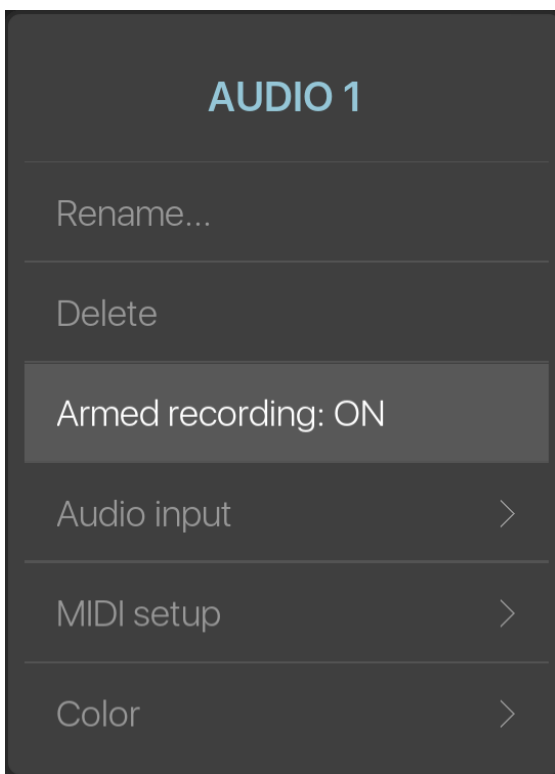 AUDIO 1
Rename...
Delete
Armed recording: ON
Audio input
MIDI setup
Color